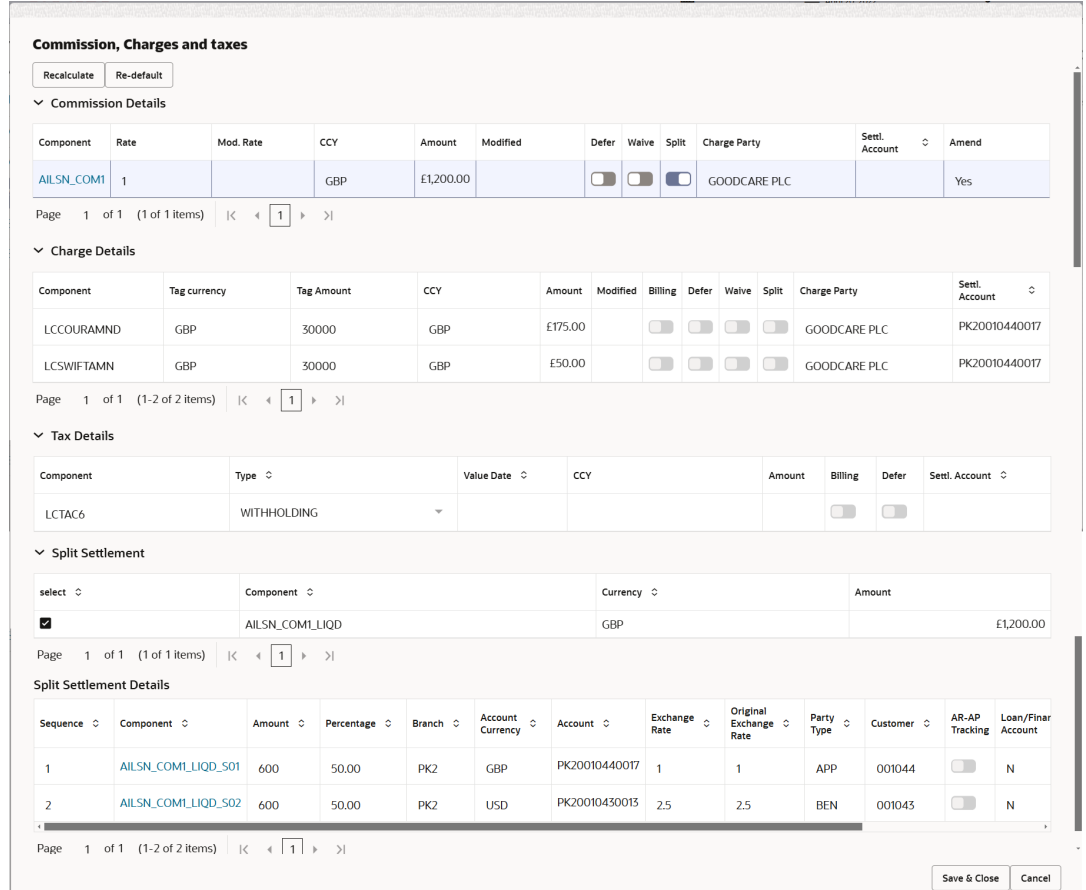 Commission, Charges and taxes
Recalculate Re-default
Commission Details
Component Rate Mod. Rate CCY Amount Modified Defer Waive Split Charge Party Settl. Account Amend
AILSN_COM1 1 GBP £1,200.00 GOODCARE PLC Yes
Page 1 of 1 (1 of 1 items) 1
Charge Details
Component Tag currency Tag Amount CCY Amount Modified Billing Defer Waive Split Charge Party Settl. Account
LCCOURAMND GBP 30000 GBP £175.00 GOODCARE PLC PK20010440017
LCSWIFTAMN GBP 30000 GBP £50.00 GOODCARE PLC PK20010440017
Page 1 of 1 (1-2 of 2 items) 1
Tax Details
Component Type Value Date CCY Amount Billing Defer Settl. Account
LCTAC6 WITHHOLDING
Split Settlement
select Component Currency Amount
AILSN_COM1_LIQD GBP £1,200.00
Page 1 of 1 (1 of 1 items) 1
Split Settlement Details
Sequence Component Amount Percentage Branch Account Currency Account Exchange Rate Original Exchange Rate Party Type Customer AR-AP Tracking Loan/Finan Account
1 AILSN_COM1_LIQD_S01 600 50.00 PK2 GBP PK20010440017 1 1 APP 001044 N
2 AILSN_COM1_LIQD_S02 600 50.00 PK2 USD PK20010430013 2.5 2.5 BEN 001043 N
Page 1 of 1 (1-2 of 2 items) 1
Save & Close Cancel